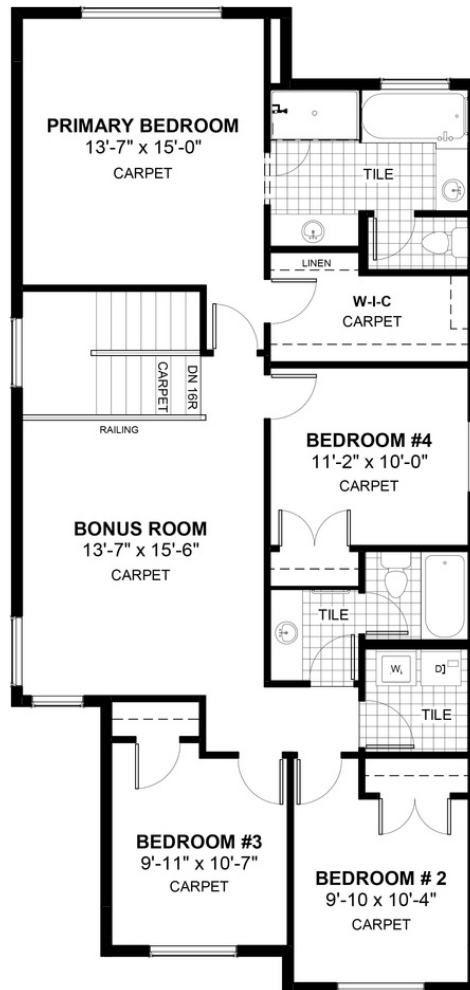 PRIMARY BEDROOM
13'-7" x 15'-0"
CARPET
TILE
LINEN
W-I-C
CARPET
DN 16R
CARPET
RAILING
BEDROOM #4
11'-2" x 10'-0"
CARPET
BONUS ROOM
13'-7" x 15'-6"
CARPET
TILE
W
D
TILE
BEDROOM #3
9'-11" x 10'-7"
CARPET
BEDROOM # 2
9'-10 x 10'-4"
CARPET